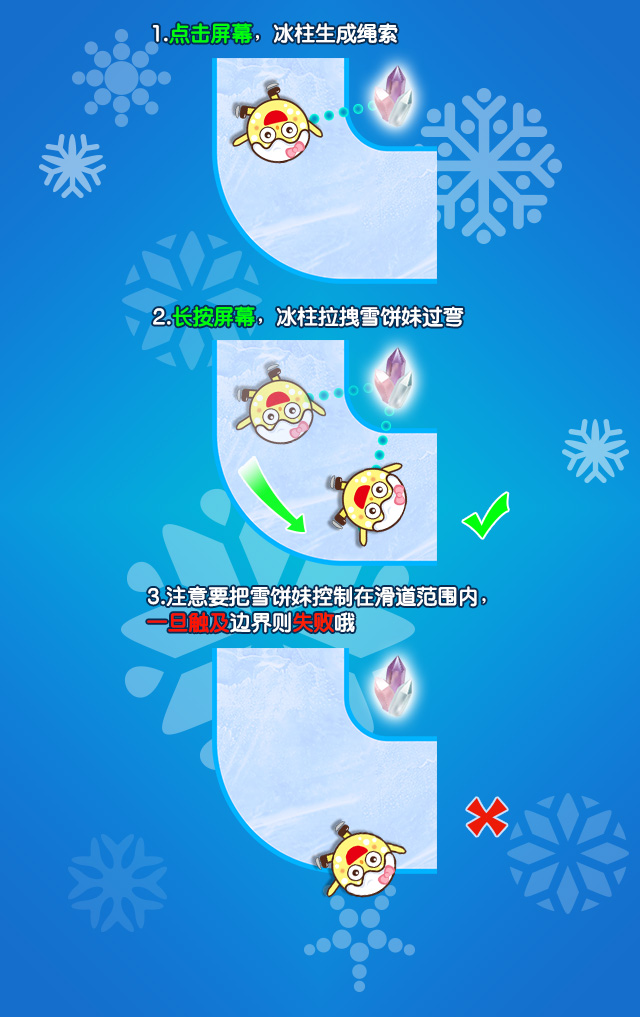 1.点击屏幕，冰柱生成绳索
2.长按屏幕，冰柱拉拽雪饼妹过弯
3.注意要把雪饼妹控制在滑道范围内，
一旦触及边界则失败哦